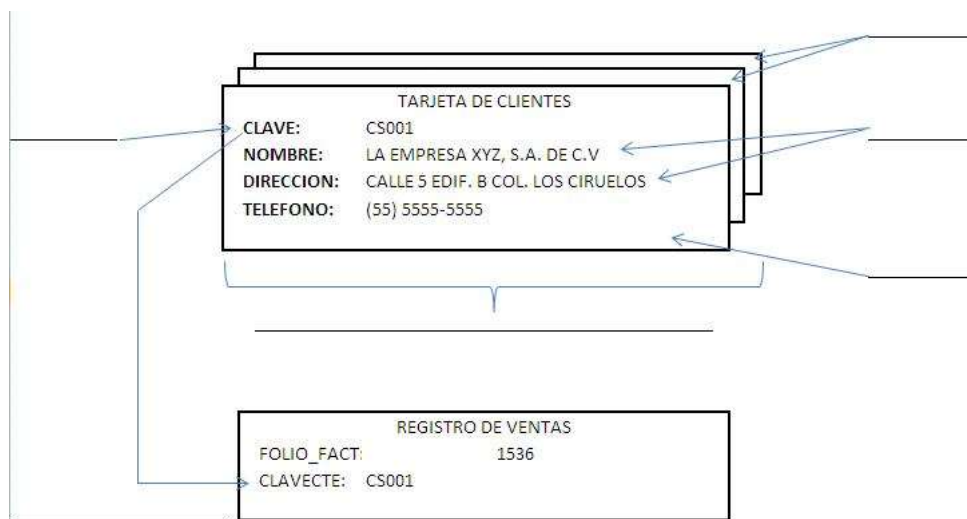 TARJETA DE CLIENTES
CLAVE: CS001
NOMBRE: LA EMPRESA XYZ, S.A. DE C.V
DIRECCION: CALLE 5 EDIF. B COL. LOS CIRUELOS
TELEFONO: (55) 5555-5555
REGISTRO DE VENTAS
FOLIO_FACT: 1536
CLAVECTE: CS001